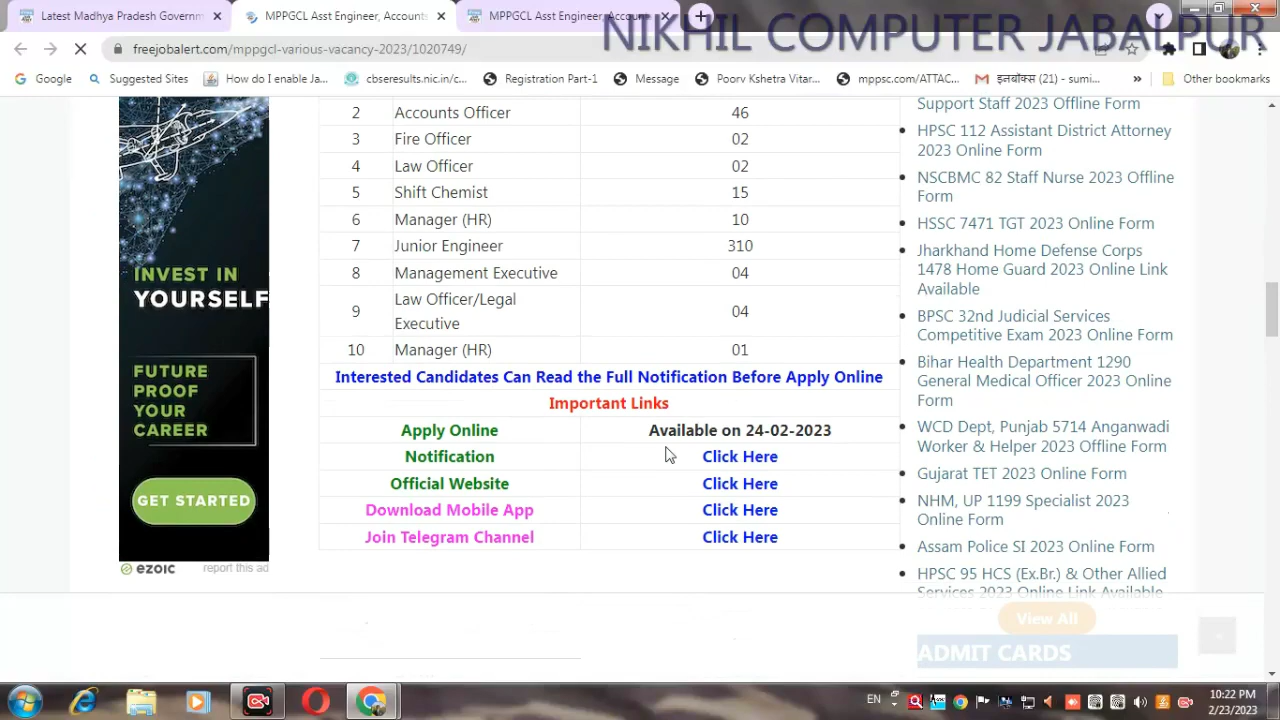 Latest Madhya Pradesh Governm
MPPGCL Asst Engineer, Accounts
MPPGCL Asst Engineer, Accoun
NIKHIL COMPUTER JABALPUR
freejobalert.com/mppgcl-various-vacancy-2023/1020749/
Google
Suggested Sites
How do I enable Ja...
cbseresults.nic.in/c...
Registration Part-1
Message
Poorv Kshetra Vitar...
mppsc.com/ATTAC...
इनबॉक्स (21) - sumi...
»
Other bookmarks
INVEST IN
YOURSELF
FUTURE
PROOF
YOUR
CAREER
GET STARTED
ezoic
report this ad
2 Accounts Officer 46
3 Fire Officer 02
4 Law Officer 02
5 Shift Chemist 15
6 Manager (HR) 10
7 Junior Engineer 310
8 Management Executive 04
9 Law Officer/Legal
Executive 04
10 Manager (HR) 01
Interested Candidates Can Read the Full Notification Before Apply Online
Important Links
Apply Online Available on 24-02-2023
Notification Click Here
Official Website Click Here
Download Mobile App Click Here
Join Telegram Channel Click Here
Support Staff 2023 Offline Form
HPSC 112 Assistant District Attorney
2023 Online Form
NSCBMC 82 Staff Nurse 2023 Offline
Form
HSSC 7471 TGT 2023 Online Form
Jharkhand Home Defense Corps
1478 Home Guard 2023 Online Link
Available
BPSC 32nd Judicial Services
Competitive Exam 2023 Online Form
Bihar Health Department 1290
General Medical Officer 2023 Online
Form
WCD Dept, Punjab 5714 Anganwadi
Worker & Helper 2023 Offline Form
Gujarat TET 2023 Online Form
NHM, UP 1199 Specialist 2023
Online Form
Assam Police SI 2023 Online Form
HPSC 95 HCS (Ex.Br.) & Other Allied
Services 2023 Online Link Available
View All
ADMIT CARDS
EN
10:22 PM
2/23/2023